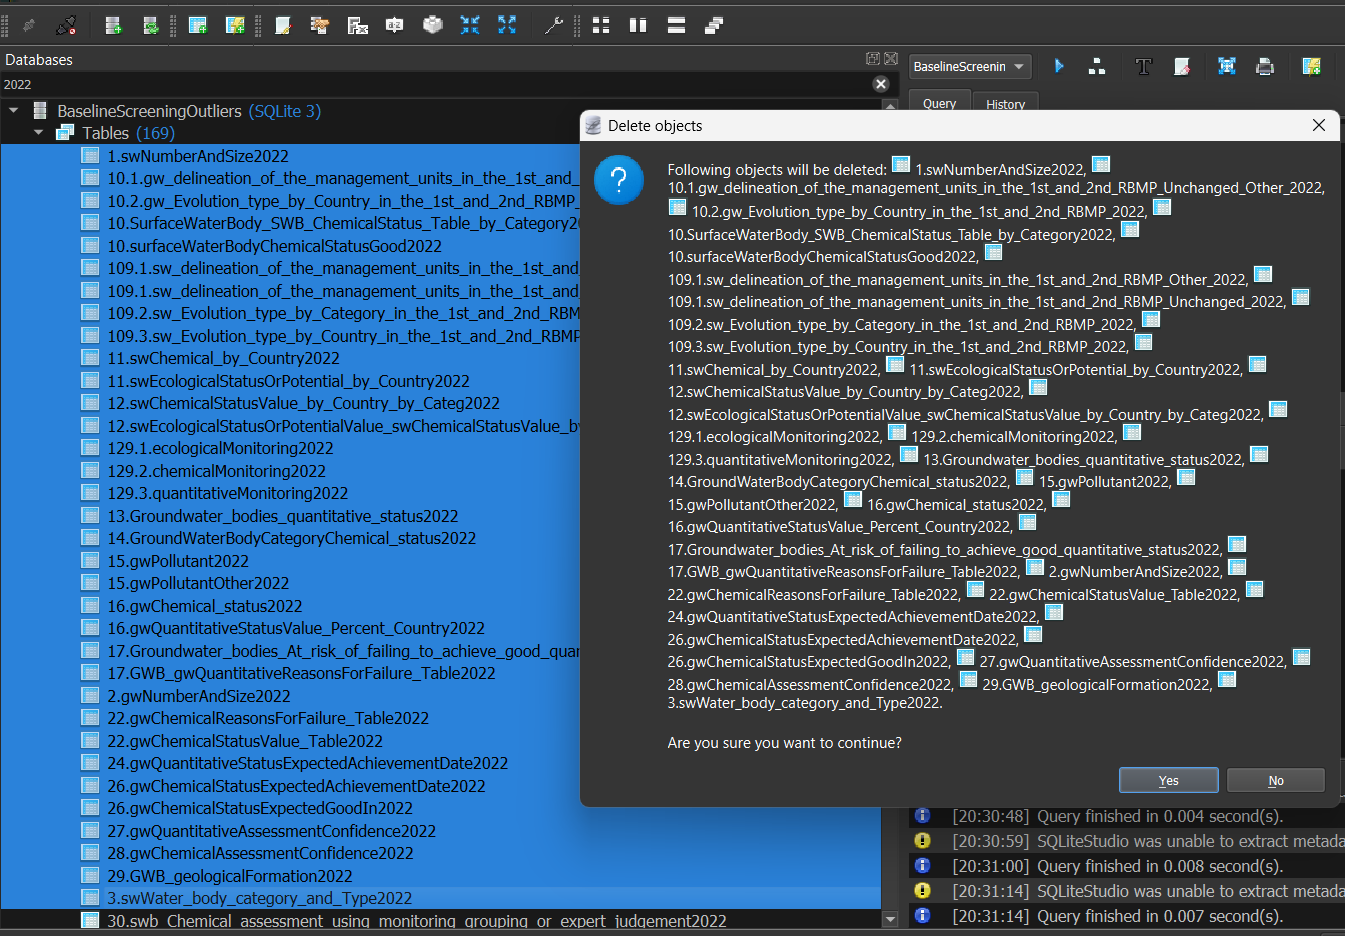 Databases
2022
BaselineScreeningOutliers (SQLite 3)
Tables (169)
1.swNumberAndSize2022
10.1.gw_delineation_of_the_management_units_in_the_1st_and_
10.2.gw_Evolution_type_by_Country_in_the_1st_and_2nd_RBMP_
10.SurfaceWaterBody_SWB_ChemicalStatus_Table_by_Category2
10.surfaceWaterBodyChemicalStatusGood2022
109.1.sw_delineation_of_the_management_units_in_the_1st_and_
109.1.sw_delineation_of_the_management_units_in_the_1st_and_
109.2.sw_Evolution_type_by_Category_in_the_1st_and_2nd_RBM
109.3.sw_Evolution_type_by_Country_in_the_1st_and_2nd_RBMP
11.swChemical_by_Country2022
11.swEcologicalStatusOrPotential_by_Country2022
12.swChemicalStatusValue_by_Country_by_Categ2022
12.swEcologicalStatusOrPotentialValue_swChemicalStatusValue_by
129.1.ecologicalMonitoring2022
129.2.chemicalMonitoring2022
129.3.quantitativeMonitoring2022
13.Groundwater_bodies_quantitative_status2022
14.GroundWaterBodyCategoryChemical_status2022
15.gwPollutant2022
15.gwPollutantOther2022
16.gwChemical_status2022
16.gwQuantitativeStatusValue_Percent_Country2022
17.Groundwater_bodies_At_risk_of_failing_to_achieve_good_quan
17.GWB_gwQuantitativeReasonsForFailure_Table2022
2.gwNumberAndSize2022
22.gwChemicalReasonsForFailure_Table2022
22.gwChemicalStatusValue_Table2022
24.gwQuantitativeStatusExpectedAchievementDate2022
26.gwChemicalStatusExpectedAchievementDate2022
26.gwChemicalStatusExpectedGoodIn2022
27.gwQuantitativeAssessmentConfidence2022
28.gwChemicalAssessmentConfidence2022
29.GWB_geologicalFormation2022
3.swWater_body_category_and_Type2022
30.swb_Chemical_assessment_using_monitoring_grouping_or_expert_judgement2022
BaselineScreenin
Query History
Delete objects
Following objects will be deleted: 1.swNumberAndSize2022,
10.1.gw_delineation_of_the_management_units_in_the_1st_and_2nd_RBMP_Unchanged_Other_2022,
10.2.gw_Evolution_type_by_Country_in_the_1st_and_2nd_RBMP_2022,
10.SurfaceWaterBody_SWB_ChemicalStatus_Table_by_Category2022,
10.surfaceWaterBodyChemicalStatusGood2022,
109.1.sw_delineation_of_the_management_units_in_the_1st_and_2nd_RBMP_Other_2022,
109.1.sw_delineation_of_the_management_units_in_the_1st_and_2nd_RBMP_Unchanged_2022,
109.2.sw_Evolution_type_by_Category_in_the_1st_and_2nd_RBMP_2022,
109.3.sw_Evolution_type_by_Country_in_the_1st_and_2nd_RBMP_2022,
11.swChemical_by_Country2022, 11.swEcologicalStatusOrPotential_by_Country2022,
12.swChemicalStatusValue_by_Country_by_Categ2022,
12.swEcologicalStatusOrPotentialValue_swChemicalStatusValue_by_Country_by_Categ2022,
129.1.ecologicalMonitoring2022, 129.2.chemicalMonitoring2022,
129.3.quantitativeMonitoring2022, 13.Groundwater_bodies_quantitative_status2022,
14.GroundWaterBodyCategoryChemical_status2022, 15.gwPollutant2022,
15.gwPollutantOther2022, 16.gwChemical_status2022,
16.gwQuantitativeStatusValue_Percent_Country2022,
17.Groundwater_bodies_At_risk_of_failing_to_achieve_good_quantitative_status2022,
17.GWB_gwQuantitativeReasonsForFailure_Table2022, 2.gwNumberAndSize2022,
22.gwChemicalReasonsForFailure_Table2022, 22.gwChemicalStatusValue_Table2022,
24.gwQuantitativeStatusExpectedAchievementDate2022,
26.gwChemicalStatusExpectedAchievementDate2022,
26.gwChemicalStatusExpectedGoodIn2022, 27.gwQuantitativeAssessmentConfidence2022,
28.gwChemicalAssessmentConfidence2022, 29.GWB_geologicalFormation2022,
3.swWater_body_category_and_Type2022.
Are you sure you want to continue?
Yes No
[20:30:48] Query finished in 0.004 second(s).
[20:30:59] SQLiteStudio was unable to extract metada
[20:31:00] Query finished in 0.008 second(s).
[20:31:14] SQLiteStudio was unable to extract metada
[20:31:14] Query finished in 0.007 second(s).